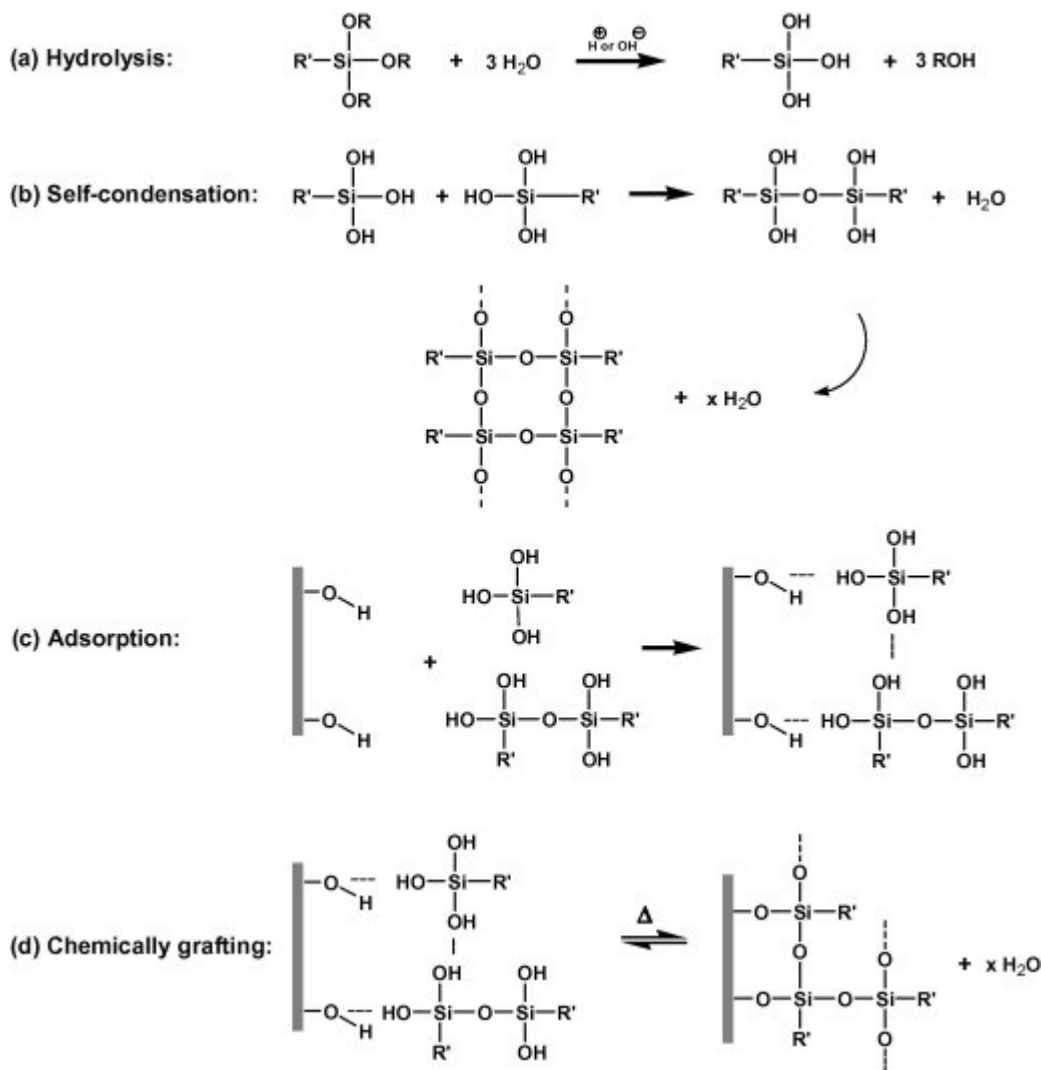 OR OH
(a) Hydrolysis: R' Si OR + 3 H₂O H⊕ or OH⊖ R' Si OH + 3 ROH
OR OH
OH OH OH OH
(b) Self-condensation: R' Si OH + HO Si R' R' Si O Si R' + H₂O
OH OH OH OH
O O
R' Si O Si R'
O O + x H₂O
R' Si O Si R'
O O
OH OH
O H HO Si R' O H HO Si R'
OH OH
(c) Adsorption: +
OH OH OH OH
O H HO Si O Si R' O H HO Si O Si R'
R' OH R' OH
OH O
O H HO Si R' O Si R'
OH O O
(d) Chemically grafting: Δ + x H₂O
OH OH
O H HO Si O Si R' O Si O Si R'
R' OH R' O